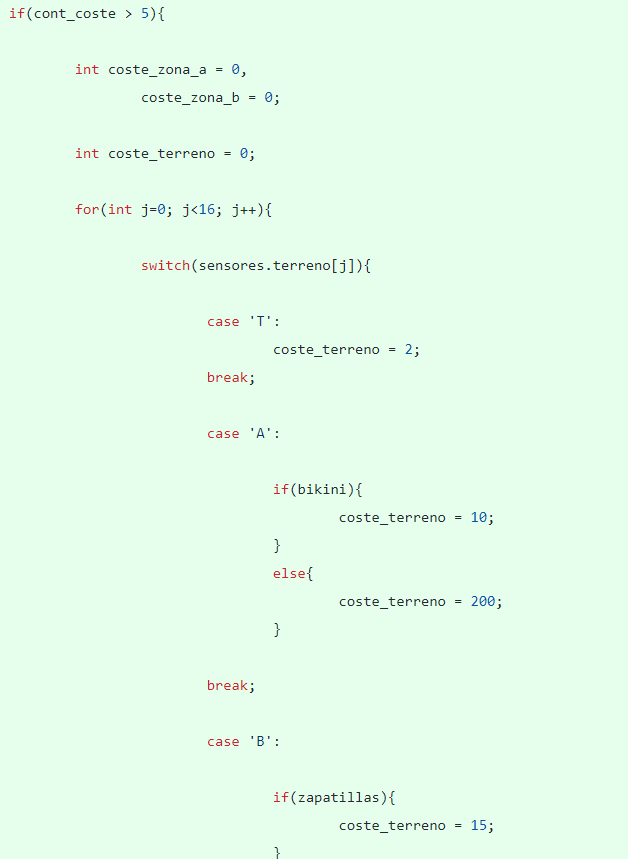 if(cont_coste > 5){
int coste_zona_a = 0,
coste_zona_b = 0;
int coste_terreno = 0;
for(int j=0; j<16; j++){
switch(sensores.terreno[j]){
case 'T':
coste_terreno = 2;
break;
case 'A':
if(bikini){
coste_terreno = 10;
}
else{
coste_terreno = 200;
}
break;
case 'B':
if(zapatillas){
coste_terreno = 15;
}